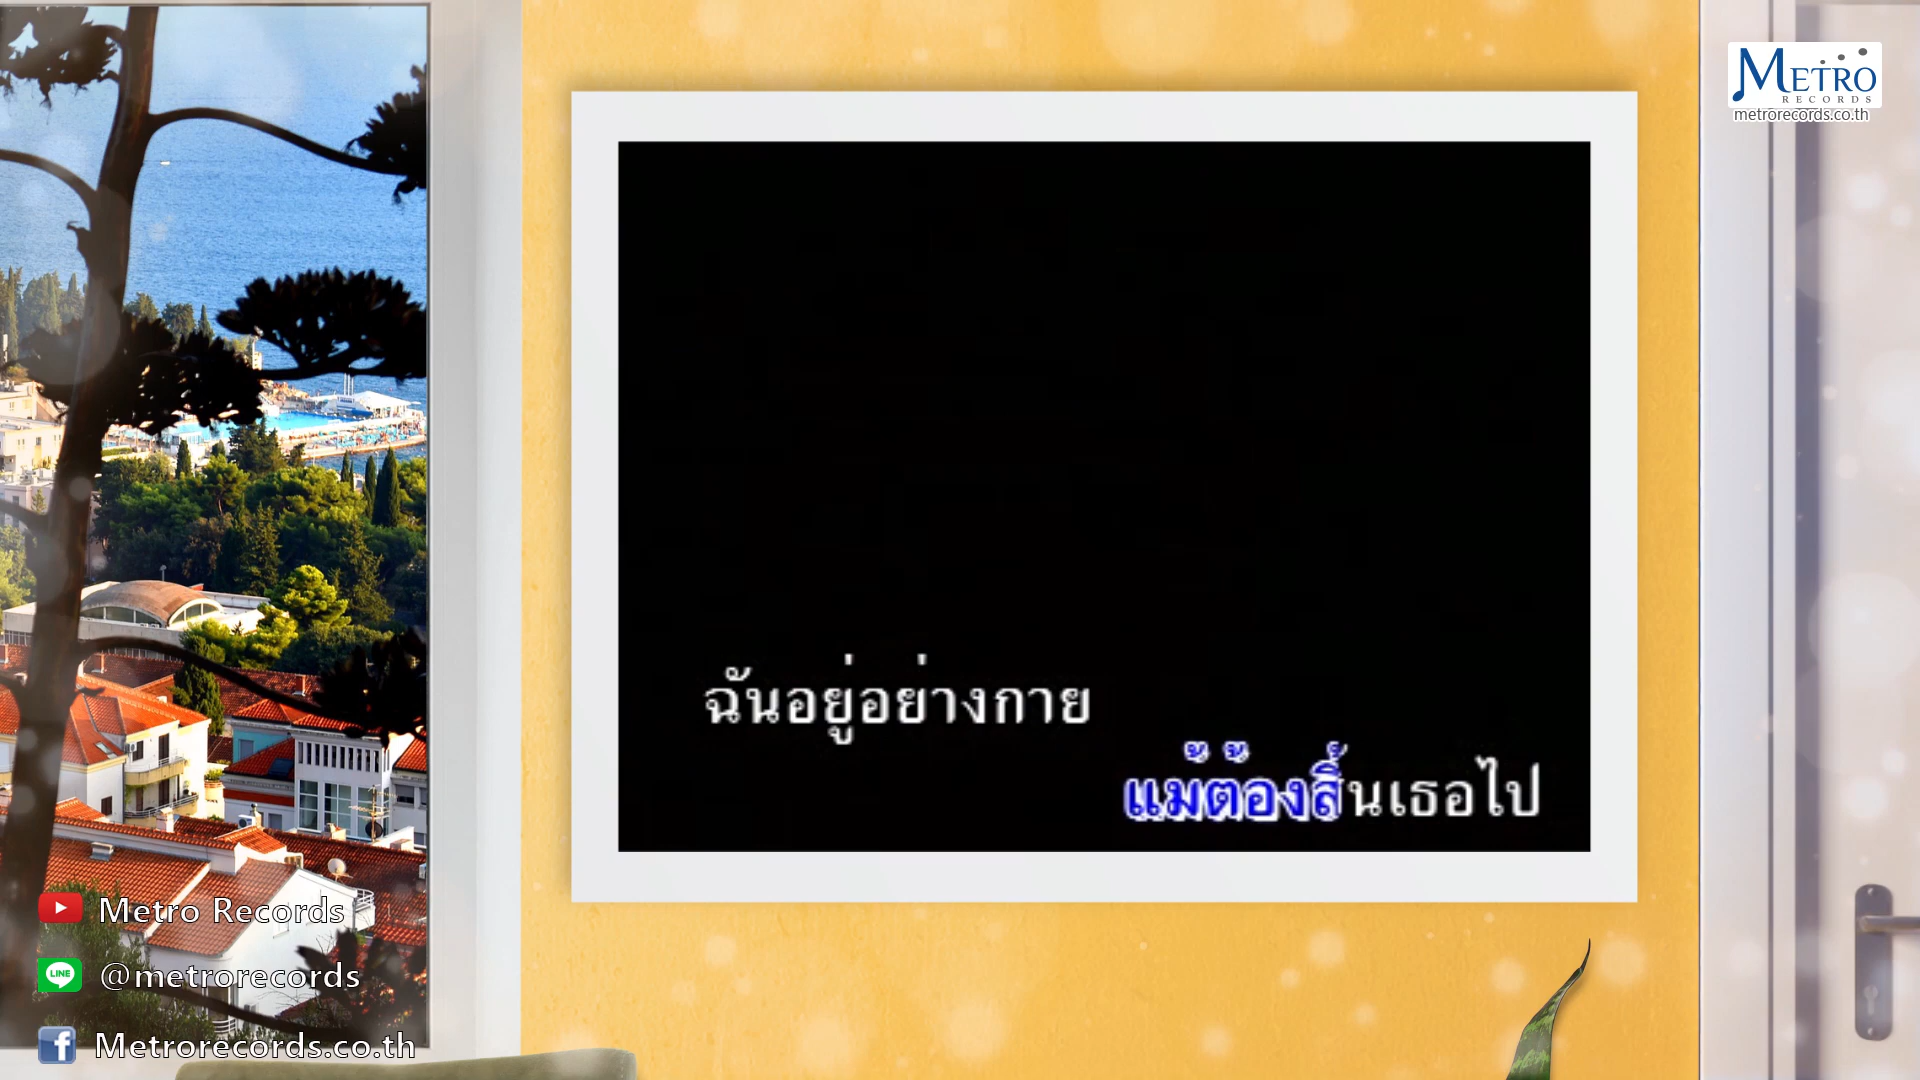 METRO
RECORDS
metrorecords.co.th
ฉันอยู่อย่างกาย
แม้ต้องสิ้นเธอไป
Metro Records
LINE
@metrorecords
f
Metrorecords.co.th